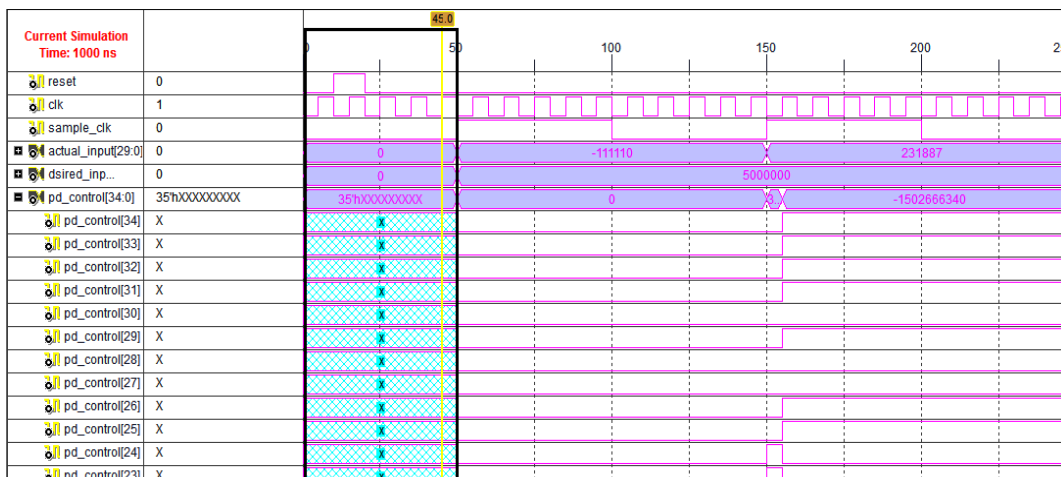 45.0
Current Simulation
Time: 1000 ns
0 50 100 150 200 2
reset 0
clk 1
sample_clk 0
actual_input[29:0] 0 0 -111110 231887
dsired_inp... 0 0 5000000
pd_control[34:0] 35'hXXXXXXXXX 35'hXXXXXXXXX 0 3. -1502666340
pd_control[34] X X
pd_control[33] X X
pd_control[32] X X
pd_control[31] X X
pd_control[30] X X
pd_control[29] X X
pd_control[28] X X
pd_control[27] X X
pd_control[26] X X
pd_control[25] X X
pd_control[24] X X
pd_control[23] X X